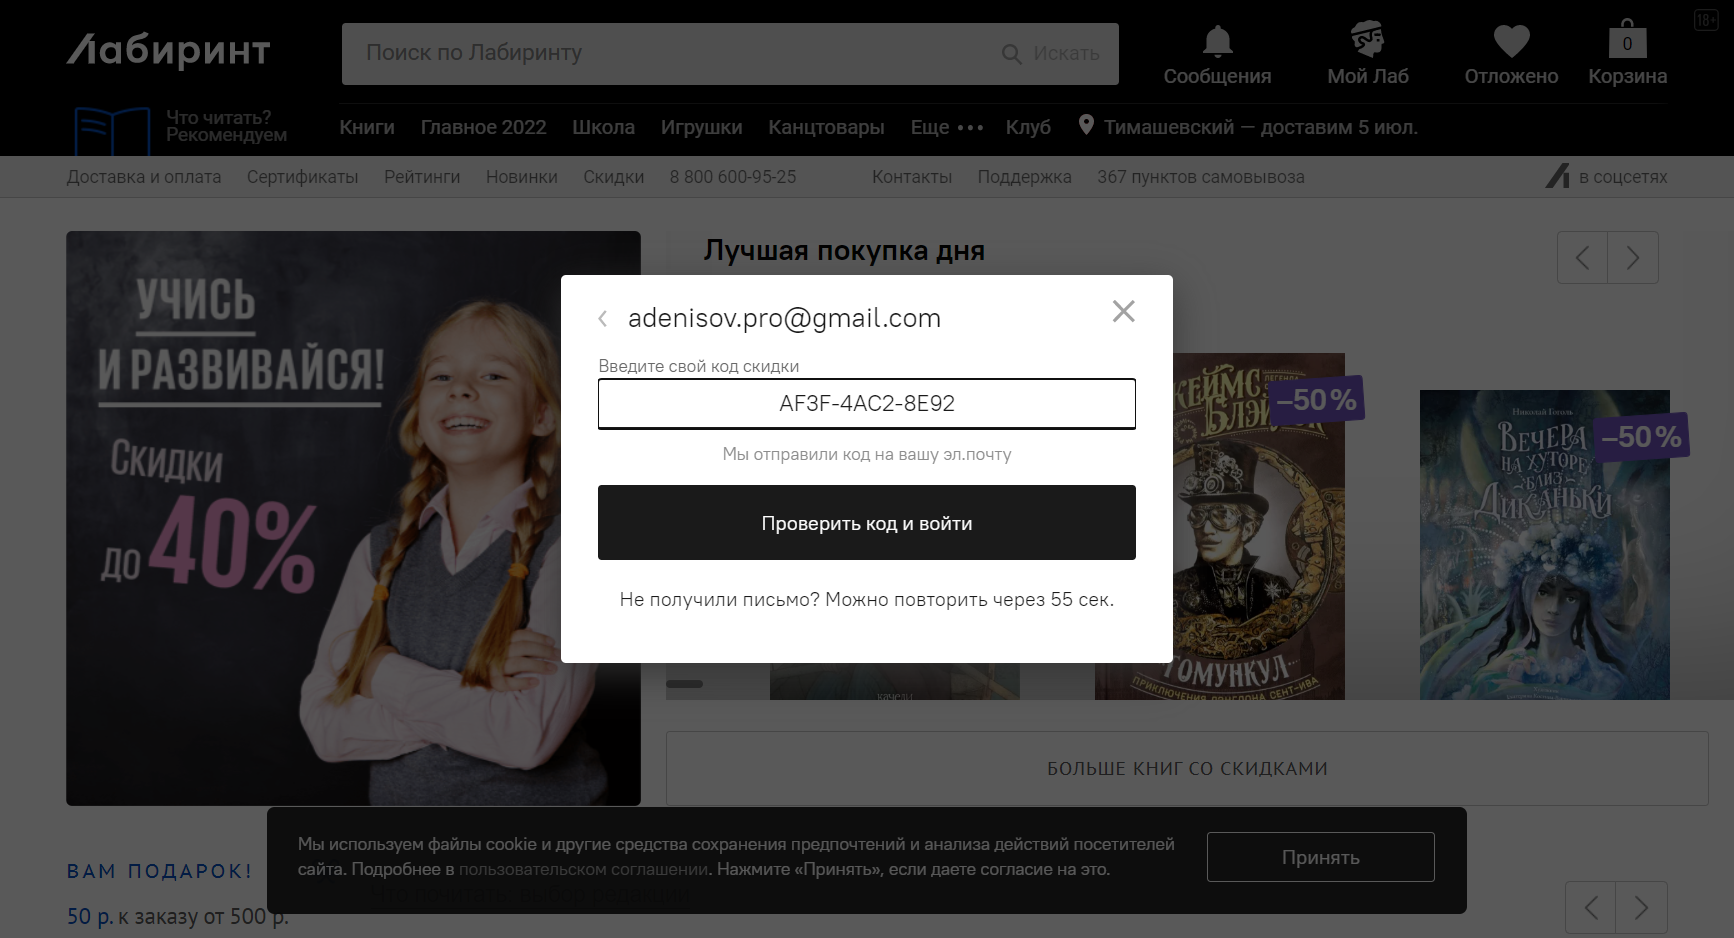 Лабиринт
Поиск по Лабиринту
Искать
Сообщения
Мой Лаб
Отложено
0
Корзина
18+
Что читать?
Рекомендуем
Книги Главное 2022 Школа Игрушки Канцтовары Еще ••• Клуб Тимашевский — доставим 5 июл.
Доставка и оплата Сертификаты Рейтинги Новинки Скидки 8 800 600-95-25 Контакты Поддержка 367 пунктов самовывоза в соцсетях
УЧИСЬ
И РАЗВИВАЙСЯ!
Скидки
до 40%
Лучшая покупка дня
adenisov.pro@gmail.com
Введите свой код скидки
AF3F-4AC2-8E92
Мы отправили код на вашу эл.почту
Проверить код и войти
Не получили письмо? Можно повторить через 55 сек.
качели
ЛЕГЕНДА
–50%
ГОМУНКУЛ...
ПРИКЛЮЧЕНИЯ ОРИСЛОНА СЕНТ-ИВА
Николай Гоголь
ВЕЧЕРА
НА ХУТОРЕ
БЛИЗ
ДИКАНЬКИ
–50%
БОЛЬШЕ КНИГ СО СКИДКАМИ
Мы используем файлы cookie и другие средства сохранения предпочтений и анализа действий посетителей
сайта. Подробнее в пользовательском соглашении. Нажмите «Принять», если даете согласие на это.
Принять
ВАМ ПОДАРОК!
50 р. к заказу от 500 р.